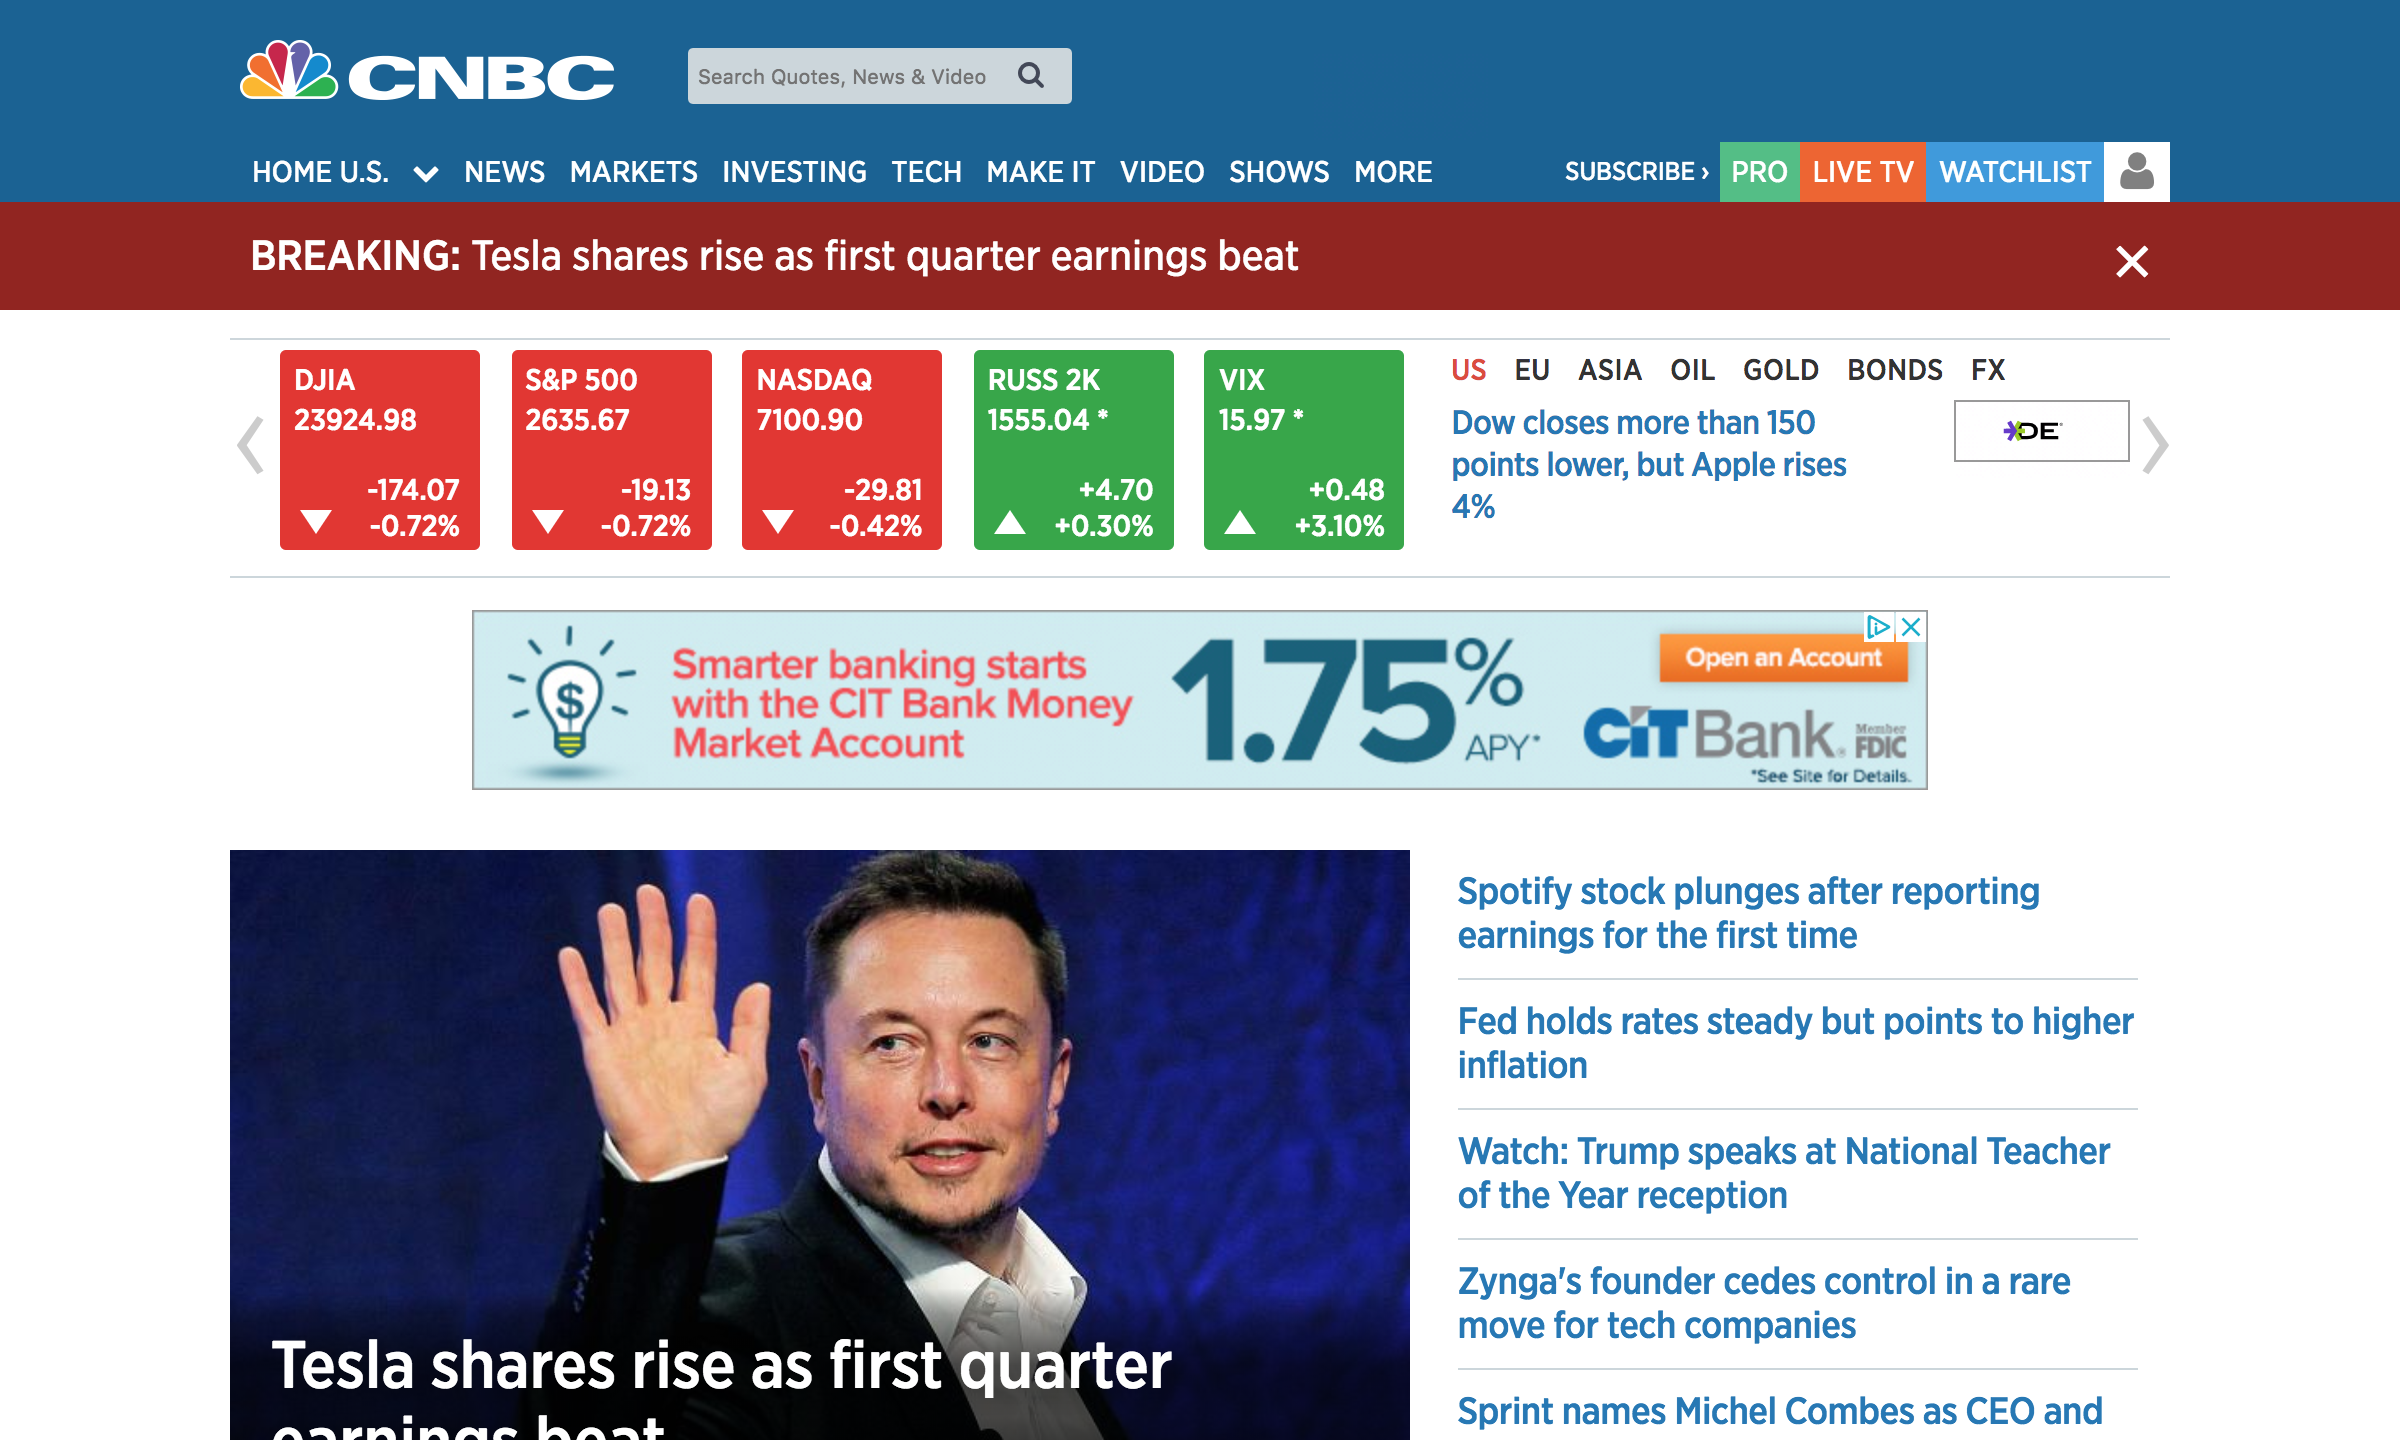 CNBC
Search Quotes, News & Video
HOME U.S. NEWS MARKETS INVESTING TECH MAKE IT VIDEO SHOWS MORE SUBSCRIBE › PRO LIVE TV WATCHLIST
BREAKING: Tesla shares rise as first quarter earnings beat
DJIA
23924.98
-174.07
-0.72%
S&P 500
2635.67
-19.13
-0.72%
NASDAQ
7100.90
-29.81
-0.42%
RUSS 2K
1555.04 *
+4.70
+0.30%
VIX
15.97 *
+0.48
+3.10%
US EU ASIA OIL GOLD BONDS FX
Dow closes more than 150
points lower, but Apple rises
4%
DE
Smarter banking starts
with the CIT Bank Money
Market Account
1.75%
APY*
Open an Account
CIT Bank
Member
FDIC
*See Site for Details.
Tesla shares rise as first quarter
earnings beat
Spotify stock plunges after reporting
earnings for the first time
Fed holds rates steady but points to higher
inflation
Watch: Trump speaks at National Teacher
of the Year reception
Zynga's founder cedes control in a rare
move for tech companies
Sprint names Michel Combes as CEO and